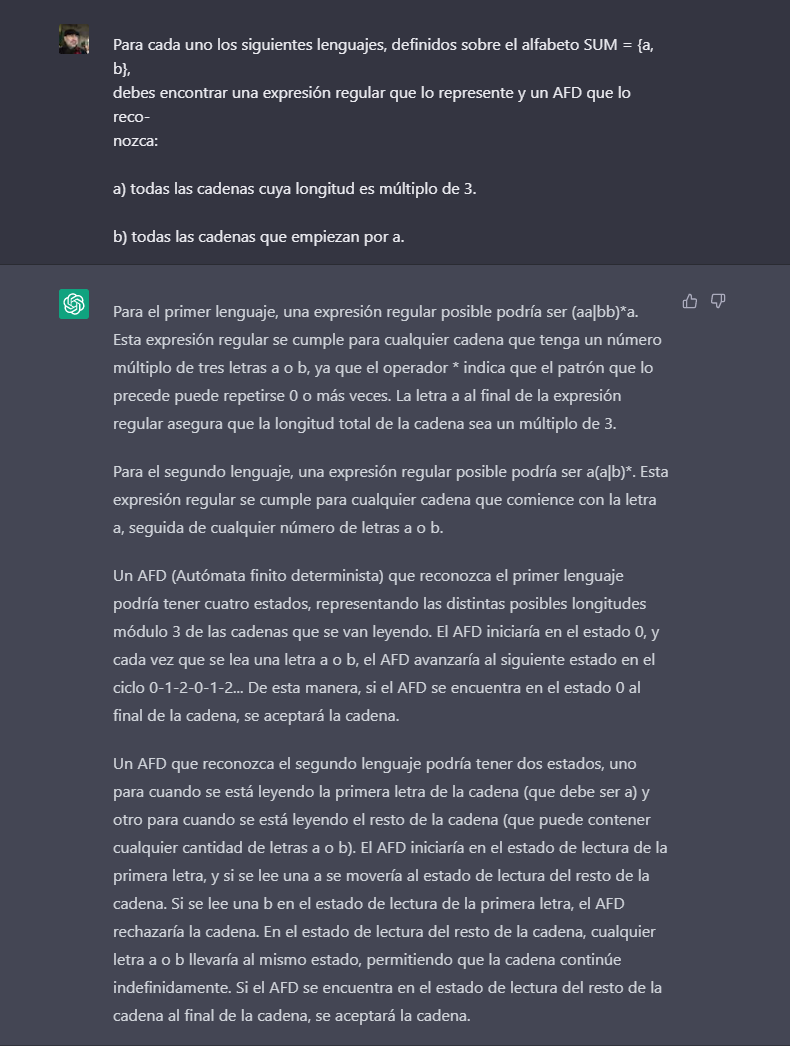 Para cada uno los siguientes lenguajes, definidos sobre el alfabeto SUM = {a,
b},
debes encontrar una expresión regular que lo represente y un AFD que lo
reco-
nozca:
a) todas las cadenas cuya longitud es múltiplo de 3.
b) todas las cadenas que empiezan por a.
Para el primer lenguaje, una expresión regular posible podría ser (aa|bb)*a.
Esta expresión regular se cumple para cualquier cadena que tenga un número
múltiplo de tres letras a o b, ya que el operador * indica que el patrón que lo
precede puede repetirse 0 o más veces. La letra a al final de la expresión
regular asegura que la longitud total de la cadena sea un múltiplo de 3.
Para el segundo lenguaje, una expresión regular posible podría ser a(a|b)*. Esta
expresión regular se cumple para cualquier cadena que comience con la letra
a, seguida de cualquier número de letras a o b.
Un AFD (Autómata finito determinista) que reconozca el primer lenguaje
podría tener cuatro estados, representando las distintas posibles longitudes
módulo 3 de las cadenas que se van leyendo. El AFD iniciaría en el estado 0, y
cada vez que se lea una letra a o b, el AFD avanzaría al siguiente estado en el
ciclo 0-1-2-0-1-2... De esta manera, si el AFD se encuentra en el estado 0 al
final de la cadena, se aceptará la cadena.
Un AFD que reconozca el segundo lenguaje podría tener dos estados, uno
para cuando se está leyendo la primera letra de la cadena (que debe ser a) y
otro para cuando se está leyendo el resto de la cadena (que puede contener
cualquier cantidad de letras a o b). El AFD iniciaría en el estado de lectura de la
primera letra, y si se lee una a se movería al estado de lectura del resto de la
cadena. Si se lee una b en el estado de lectura de la primera letra, el AFD
rechazaría la cadena. En el estado de lectura del resto de la cadena, cualquier
letra a o b llevaría al mismo estado, permitiendo que la cadena continúe
indefinidamente. Si el AFD se encuentra en el estado de lectura del resto de la
cadena al final de la cadena, se aceptará la cadena.